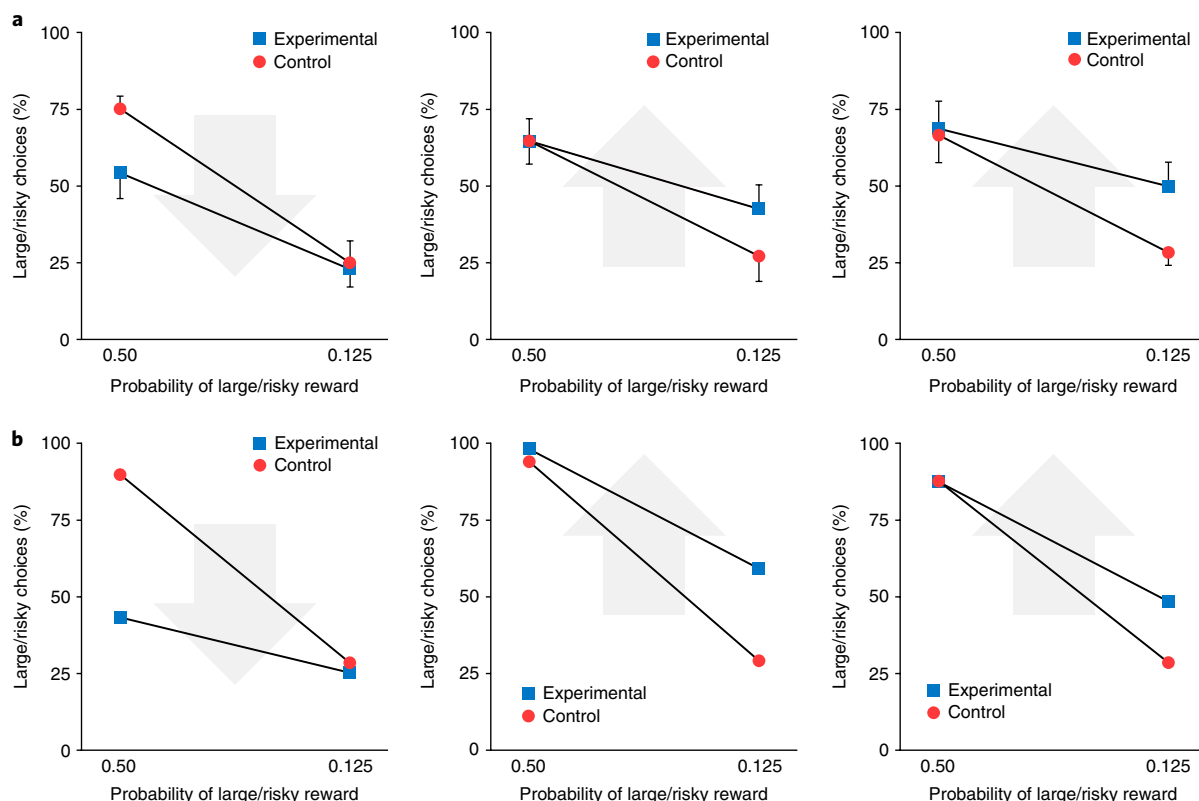 a
100
75
50
25
0
Large/risky choices (%)
Experimental
Control
0.50 0.125
Probability of large/risky reward
100
75
50
25
0
Large/risky choices (%)
Experimental
Control
0.50 0.125
Probability of large/risky reward
100
75
50
25
0
Large/risky choices (%)
Experimental
Control
0.50 0.125
Probability of large/risky reward
b
100
75
50
25
0
Large/risky choices (%)
Experimental
Control
0.50 0.125
Probability of large/risky reward
100
75
50
25
0
Large/risky choices (%)
Experimental
Control
0.50 0.125
Probability of large/risky reward
100
75
50
25
0
Large/risky choices (%)
Experimental
Control
0.50 0.125
Probability of large/risky reward